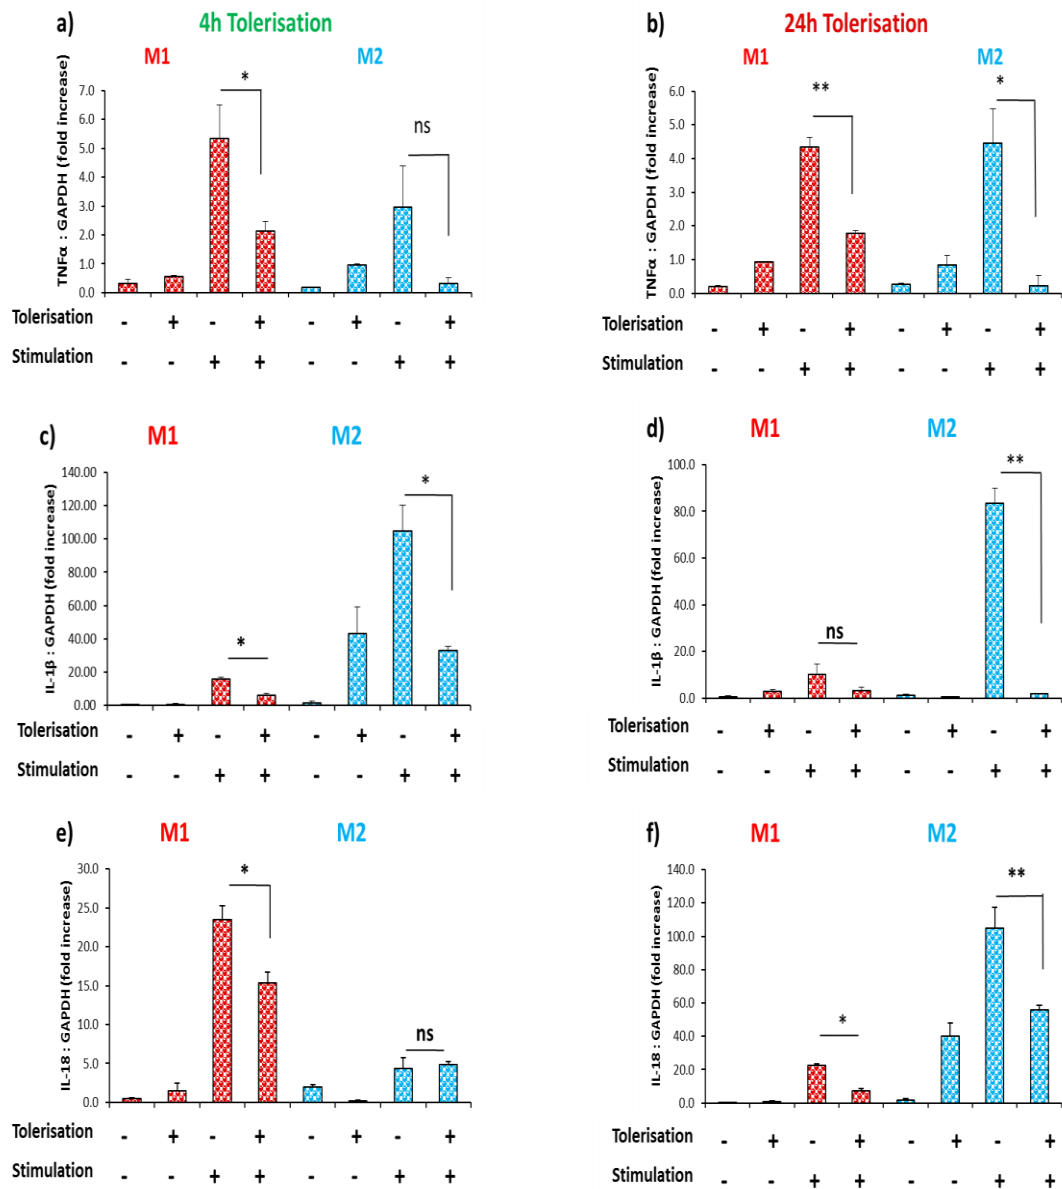 a) 4h Tolerisation
M1 M2
TNFα : GAPDH (fold increase)
7.0
6.0
5.0
4.0
3.0
2.0
1.0
0.0
*
ns
Tolerisation - + - + - + - +
Stimulation - - + + - - + +
b) 24h Tolerisation
M1 M2
TNFα : GAPDH (fold increase)
6.0
5.0
4.0
3.0
2.0
1.0
0.0
**
*
Tolerisation - + - + - + - +
Stimulation - - + + - - + +
c) M1 M2
IL-1β : GAPDH (fold increase)
140.00
120.00
100.00
80.00
60.00
40.00
20.00
0.00
*
*
Tolerisation - + - + - + - +
Stimulation - - + + - - + +
d) M1 M2
IL-1β : GAPDH (fold increase)
100.0
80.0
60.0
40.0
20.0
0.0
ns
**
Tolerisation - + - + - + - +
Stimulation - - + + - - + +
e) M1 M2
IL-18 : GAPDH (fold increase)
30.0
25.0
20.0
15.0
10.0
5.0
0.0
*
ns
Tolerisation - + - + - + - +
Stimulation - - + + - - + +
f) M1 M2
IL-18 : GAPDH (fold increase)
140.0
120.0
100.0
80.0
60.0
40.0
20.0
0.0
*
**
Tolerisation - + - + - + - +
Stimulation - - + + - - + +